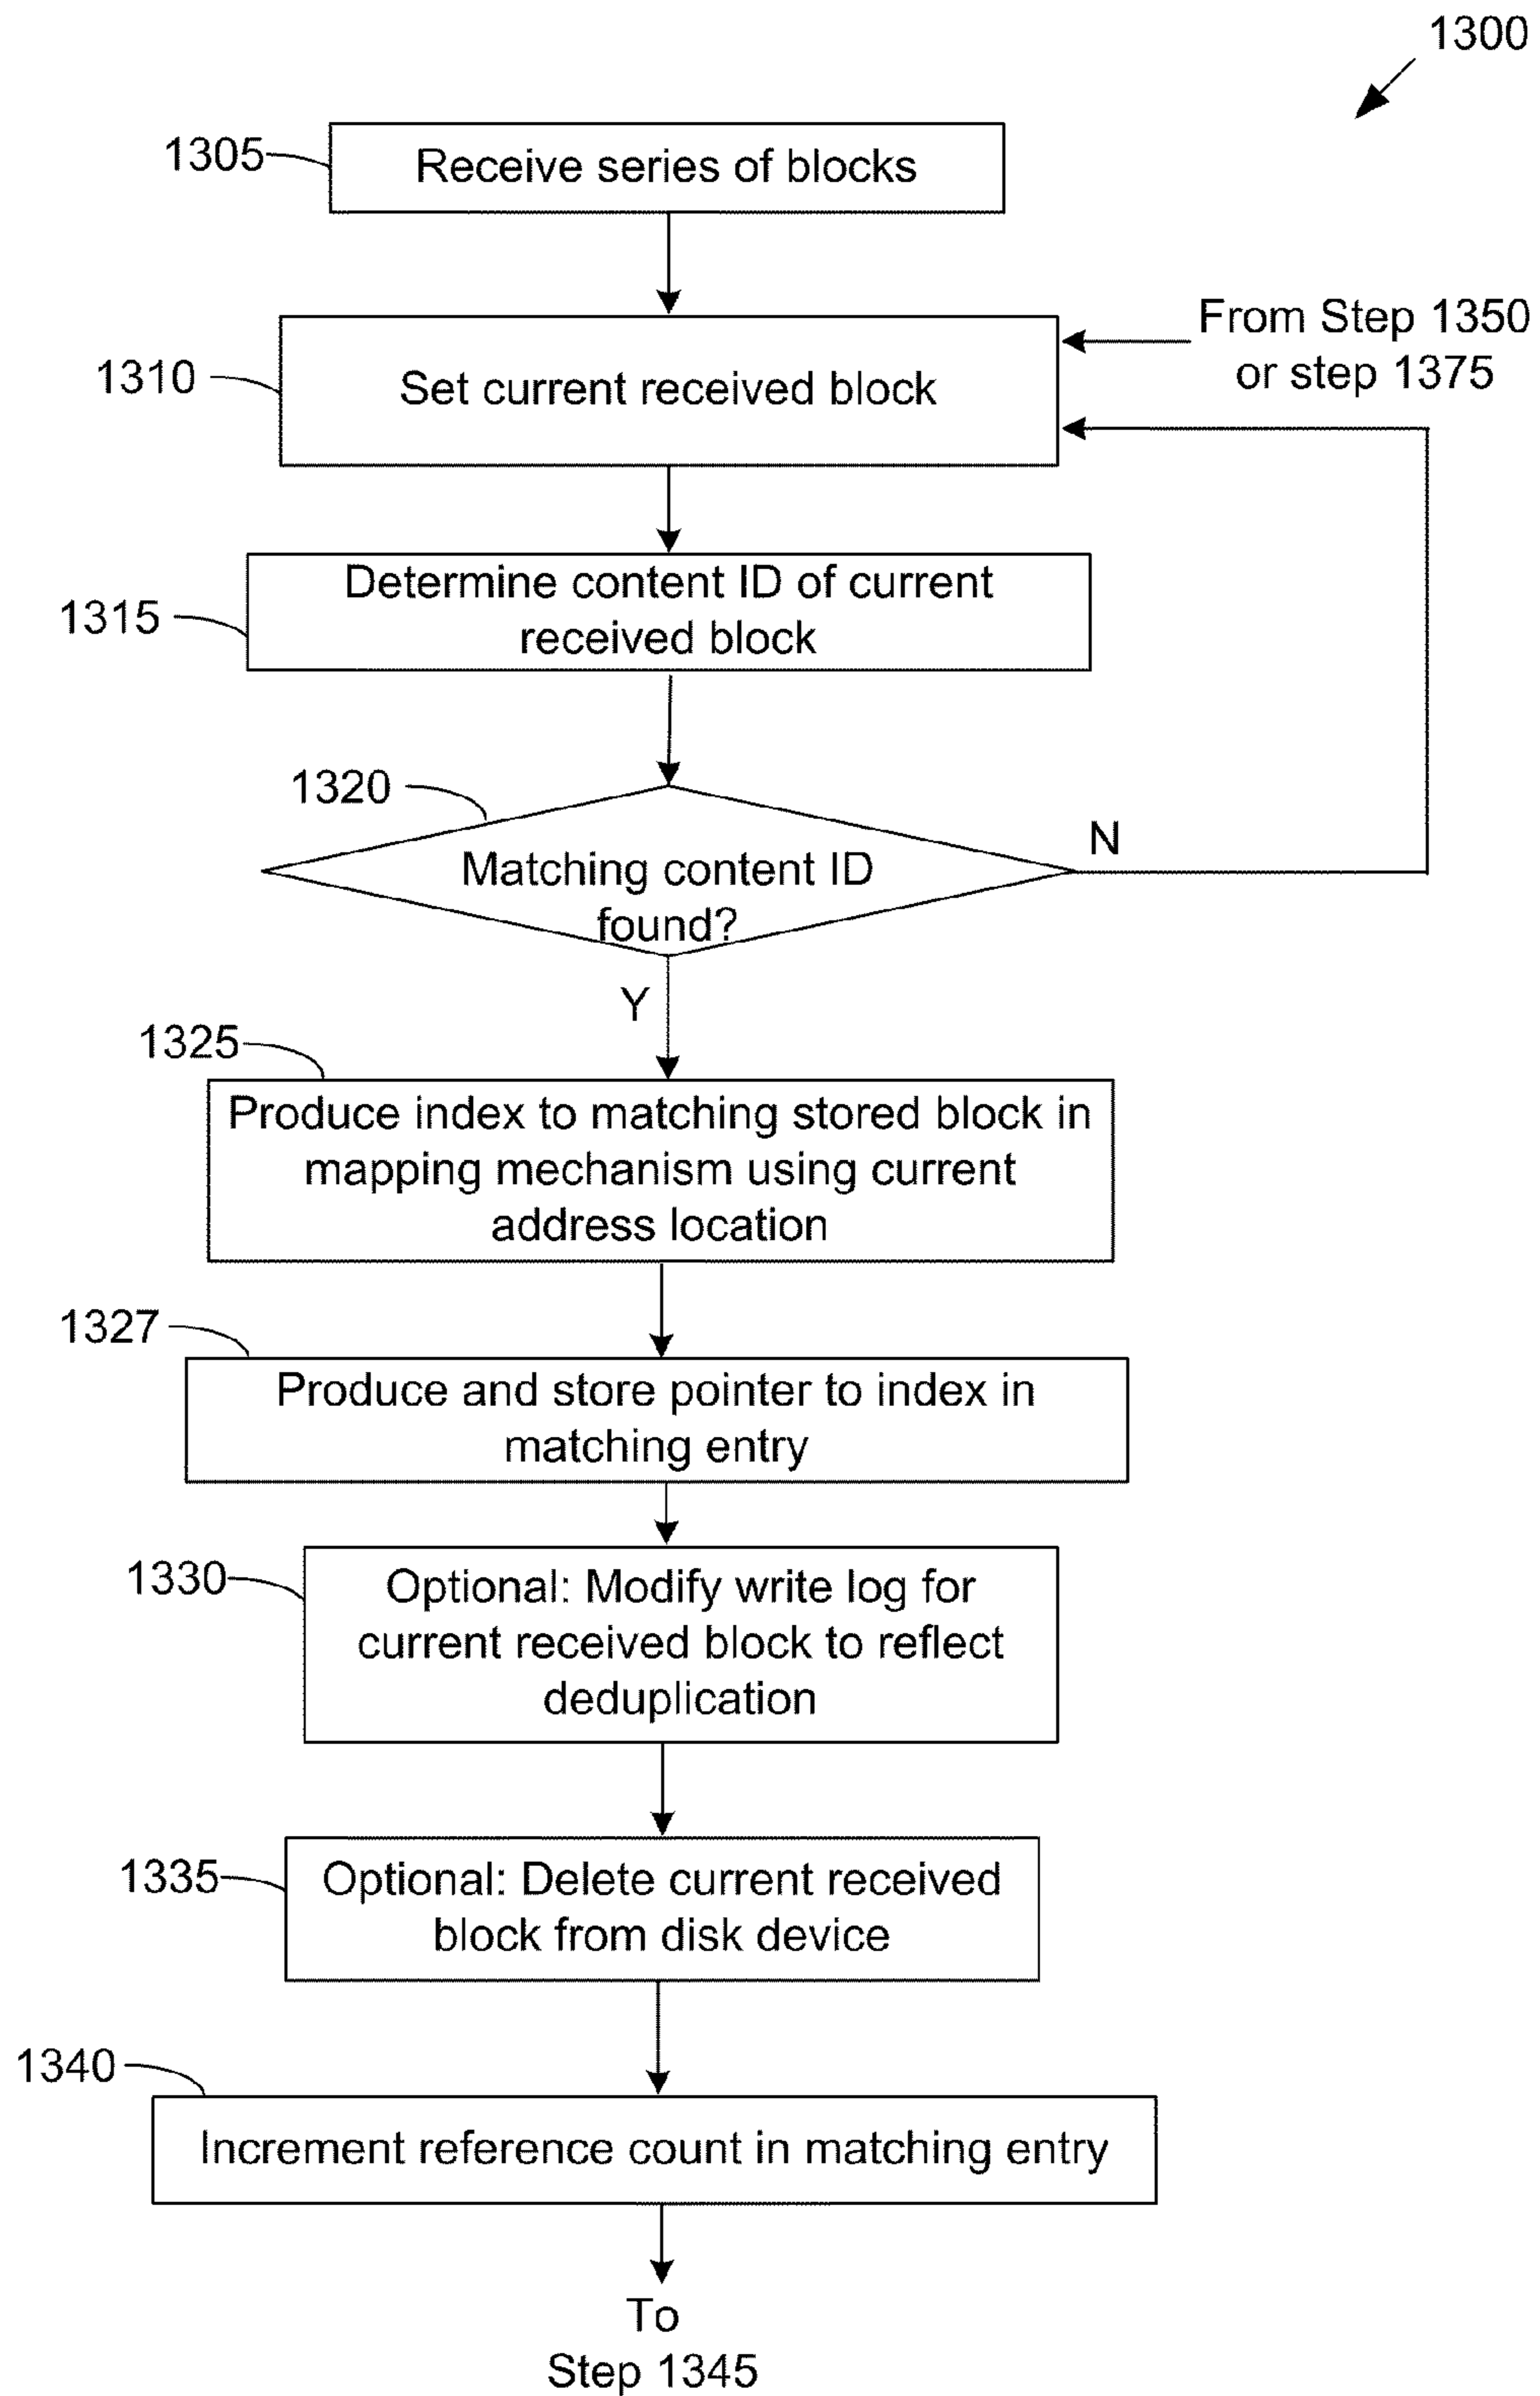 1300
1305
Receive series of blocks
From Step 1350
or step 1375
1310
Set current received block
1315
Determine content ID of current
received block
1320
N
Matching content ID
found?
Y
1325
Produce index to matching stored block in
mapping mechanism using current
address location
1327
Produce and store pointer to index in
matching entry
1330
Optional: Modify write log for
current received block to reflect
deduplication
1335
Optional: Delete current received
block from disk device
1340
Increment reference count in matching entry
To
Step 1345